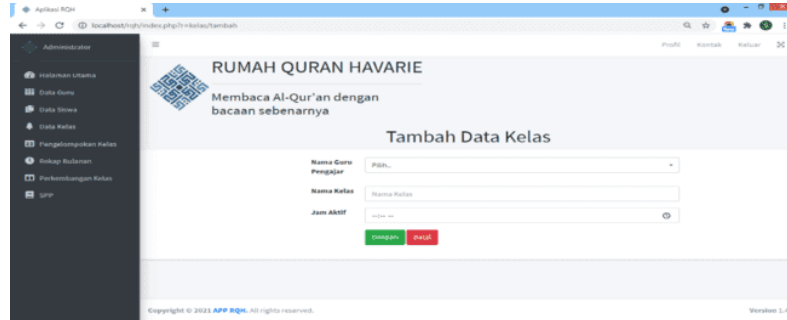 Aplikasi RQH
localhost/rqh/index.php?r=kelas/tambah
Administrator
Profil Kontak Keluar
Halaman Utama
Data Guru
Data Siswa
Data Kelas
Pengelompokan Kelas
Rekap Bulanan
Perkembangan Kelas
SPP
RUMAH QURAN HAVARIE
Membaca Al-Qur'an dengan
bacaan sebenarnya
Tambah Data Kelas
Nama Guru
Pengajar
Pilih..
Nama Kelas
Nama Kelas
Jam Aktif
--:-- --
Simpan Batal
Copyright © 2021 APP RQH. All rights reserved.